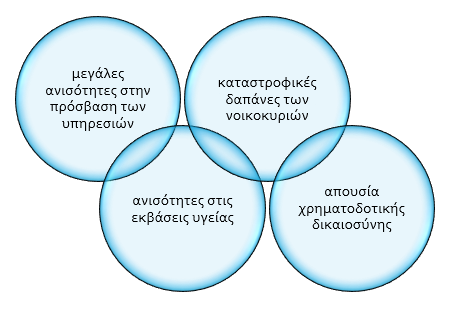 μεγάλες
ανισότητες στην
πρόσβαση των
υπηρεσιών
καταστροφικές
δαπάνες των
νοικοκυριών
ανισότητες στις
εκβάσεις υγείας
απουσία
χρηματοδοτικής
δικαιοσύνης